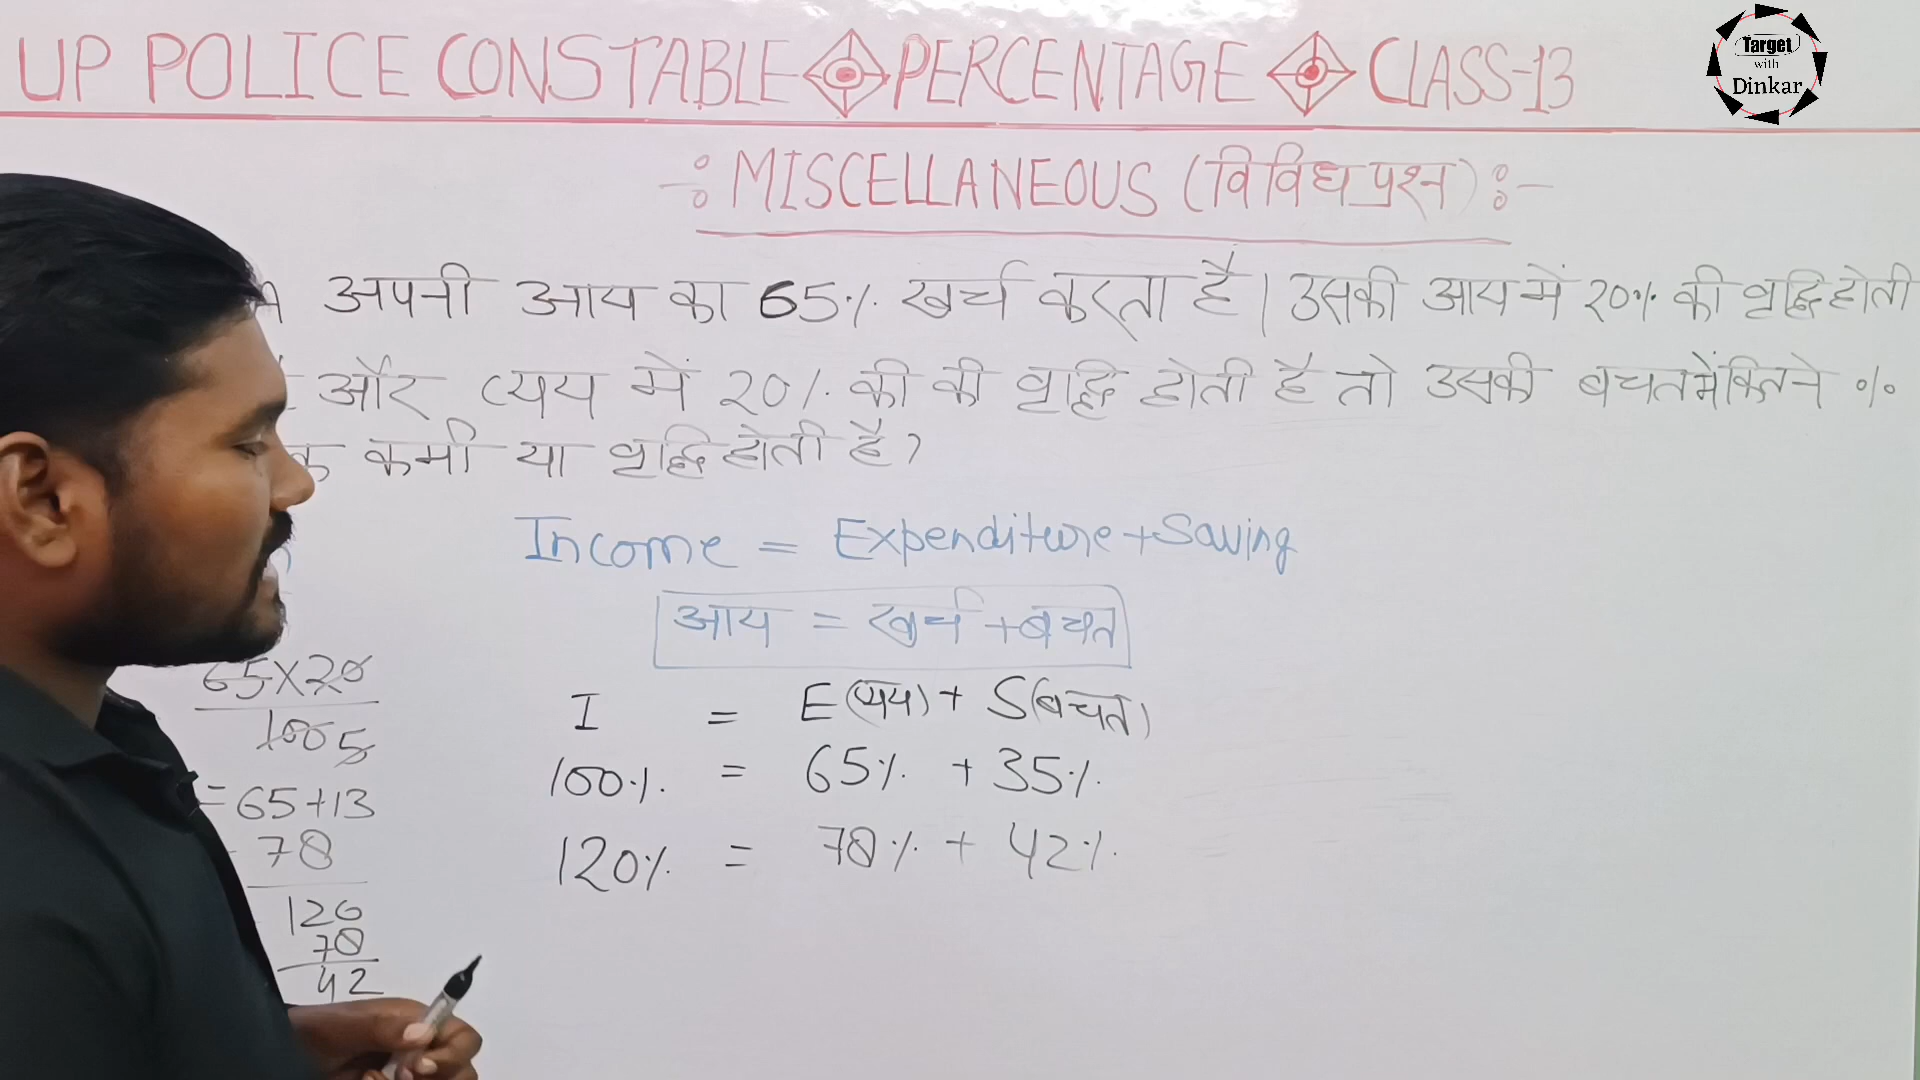 UP POLICE CONSTABLE PERCENTAGE CLASS-13
Target
with
Dinkar
-: MISCELLANEOUS (विविध प्रश्न) :-
A अपनी आय का 65% खर्च करता है। उसकी आय में 20% की वृद्धि होती
और व्यय में 20% की की वृद्धि होती है तो उसकी बचत में कितने %
क कमी या वृद्धि होती है?
Income = Expenditure + Saving
आय = खर्च + बचत
65×20
100 5
= 65+13
78
120
78
42
I = E (व्यय) + S (बचत)
100% = 65% + 35%
120% = 78% + 42%